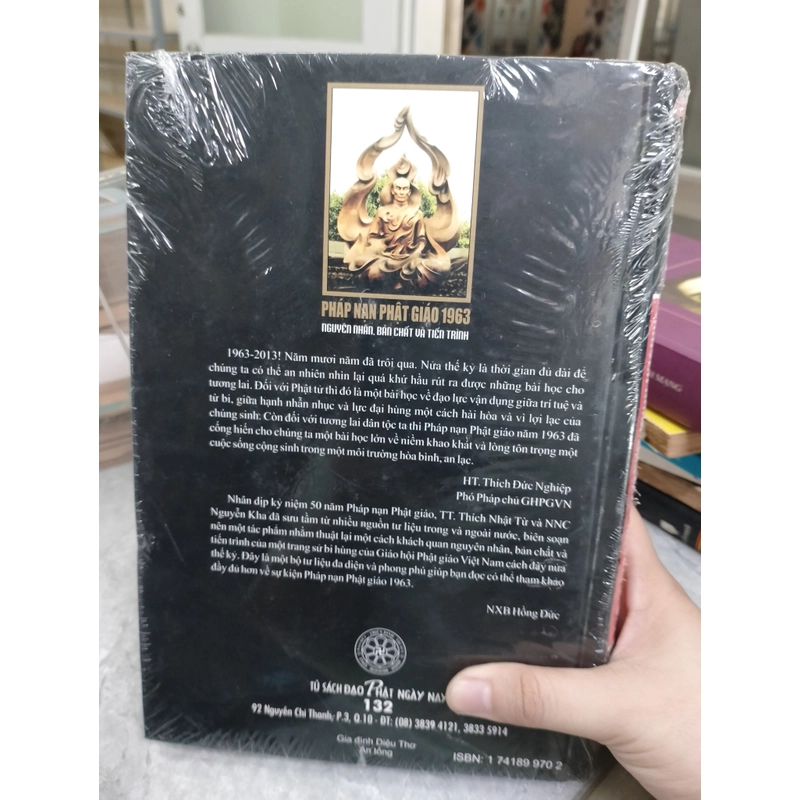 PHÁP NẠN PHẬT GIÁO 1963
NGUYÊN NHÂN, BẢN CHẤT VÀ TIẾN TRÌNH
1963-2013! Năm mươi năm đã trôi qua. Nửa thế kỷ là thời gian đủ dài để
chúng ta có thể an nhiên nhìn lại quá khứ hầu rút ra được những bài học cho
tương lai. Đối với Phật tử thì đó là một bài học về đạo lực vận dụng giữa trí tuệ và
từ bi, giữa hạnh nhẫn nhục và lực đại hùng một cách hài hòa và vì lợi lạc của
chúng sinh: Còn đối với tương lai dân tộc ta thì Pháp nạn Phật giáo năm 1963 đã
cống hiến cho chúng ta một bài học lớn về niềm khao khát và lòng tôn trọng một
cuộc sống cộng sinh trong một môi trường hòa bình, an lạc.
HT. Thích Đức Nghiệp
Phó Pháp chủ GHPGVN
Nhân dịp kỷ niệm 50 năm Pháp nạn Phật giáo, TT. Thích Nhật Từ và NNC
Nguyễn Kha đã sưu tầm từ nhiều nguồn tư liệu trong và ngoài nước, biên soạn
nên một tác phẩm nhằm thuật lại một cách khách quan nguyên nhân, bản chất và
tiến trình của một trang sử bi hùng của Giáo hội Phật giáo Việt Nam cách đây nửa
thế kỷ. Đây là một bộ tư liệu đa diện và phong phú giúp bạn đọc có thể tham khảo
đầy đủ hơn về sự kiện Pháp nạn Phật giáo 1963.
NXB Hồng Đức
TỦ SÁCH ĐẠO PHẬT NGÀY NAY
132
92 Nguyễn Chí Thanh, P.3, Q.10 - ĐT: (08) 3839 4121, 3833 5914
Gia đình Diệu Thơ
Ấn tống
ISBN: 1 74189 970 2